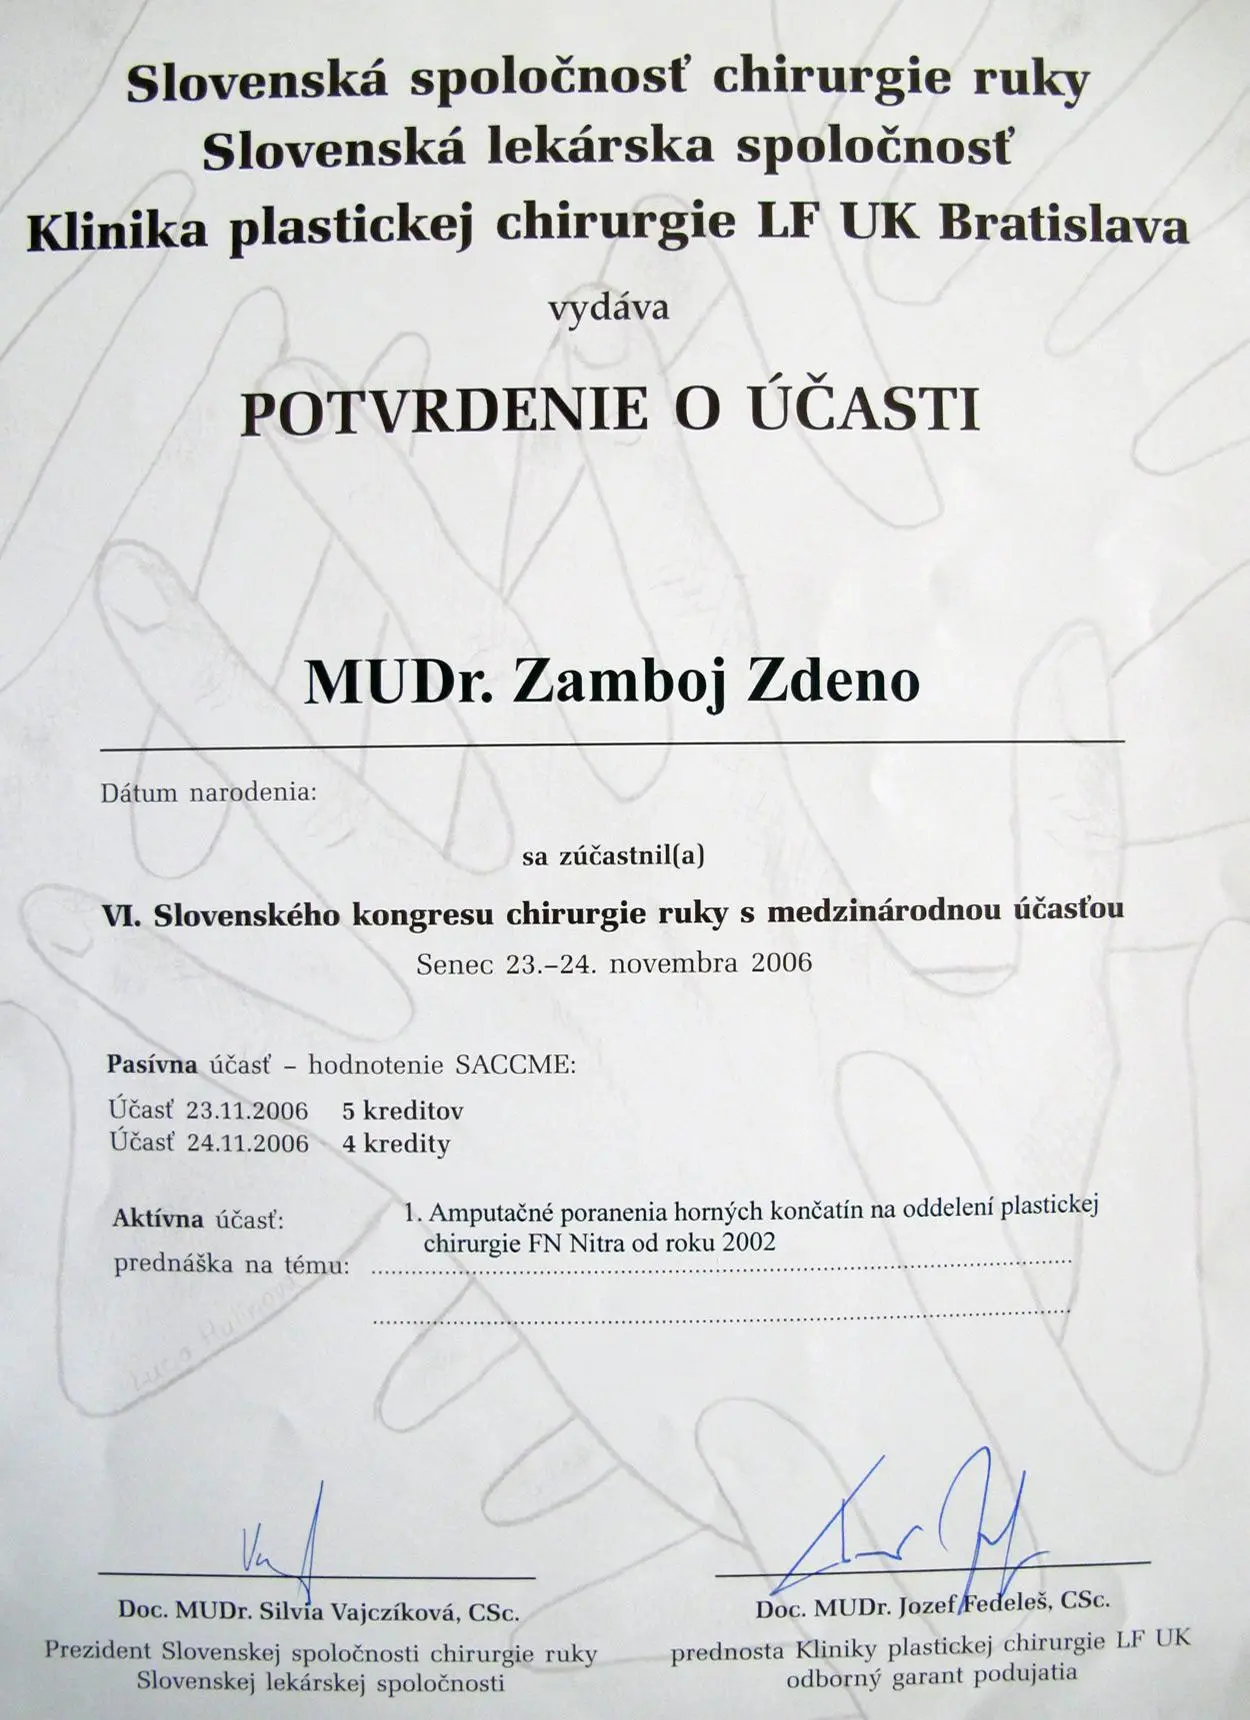 Slovenská spoločnosť chirurgie ruky
Slovenská lekárska spoločnosť
Klinika plastickej chirurgie LF UK Bratislava
vydáva
POTVRDENIE O ÚČASTI
MUDr. Zamboj Zdeno
Dátum narodenia:
sa zúčastnil(a)
VI. Slovenského kongresu chirurgie ruky s medzinárodnou účasťou
Senec 23.–24. novembra 2006
Pasívna účasť – hodnotenie SACCME:
Účasť 23.11.2006 5 kreditov
Účasť 24.11.2006 4 kredity
Aktívna účasť: 1. Amputačné poranenia horných končatín na oddelení plastickej
chirurgie FN Nitra od roku 2002
prednáška na tému:
Doc. MUDr. Silvia Vajczíková, CSc.
Prezident Slovenskej spoločnosti chirurgie ruky
Slovenskej lekárskej spoločnosti
Doc. MUDr. Jozef Fedeleš, CSc.
prednosta Kliniky plastickej chirurgie LF UK
odborný garant podujatia